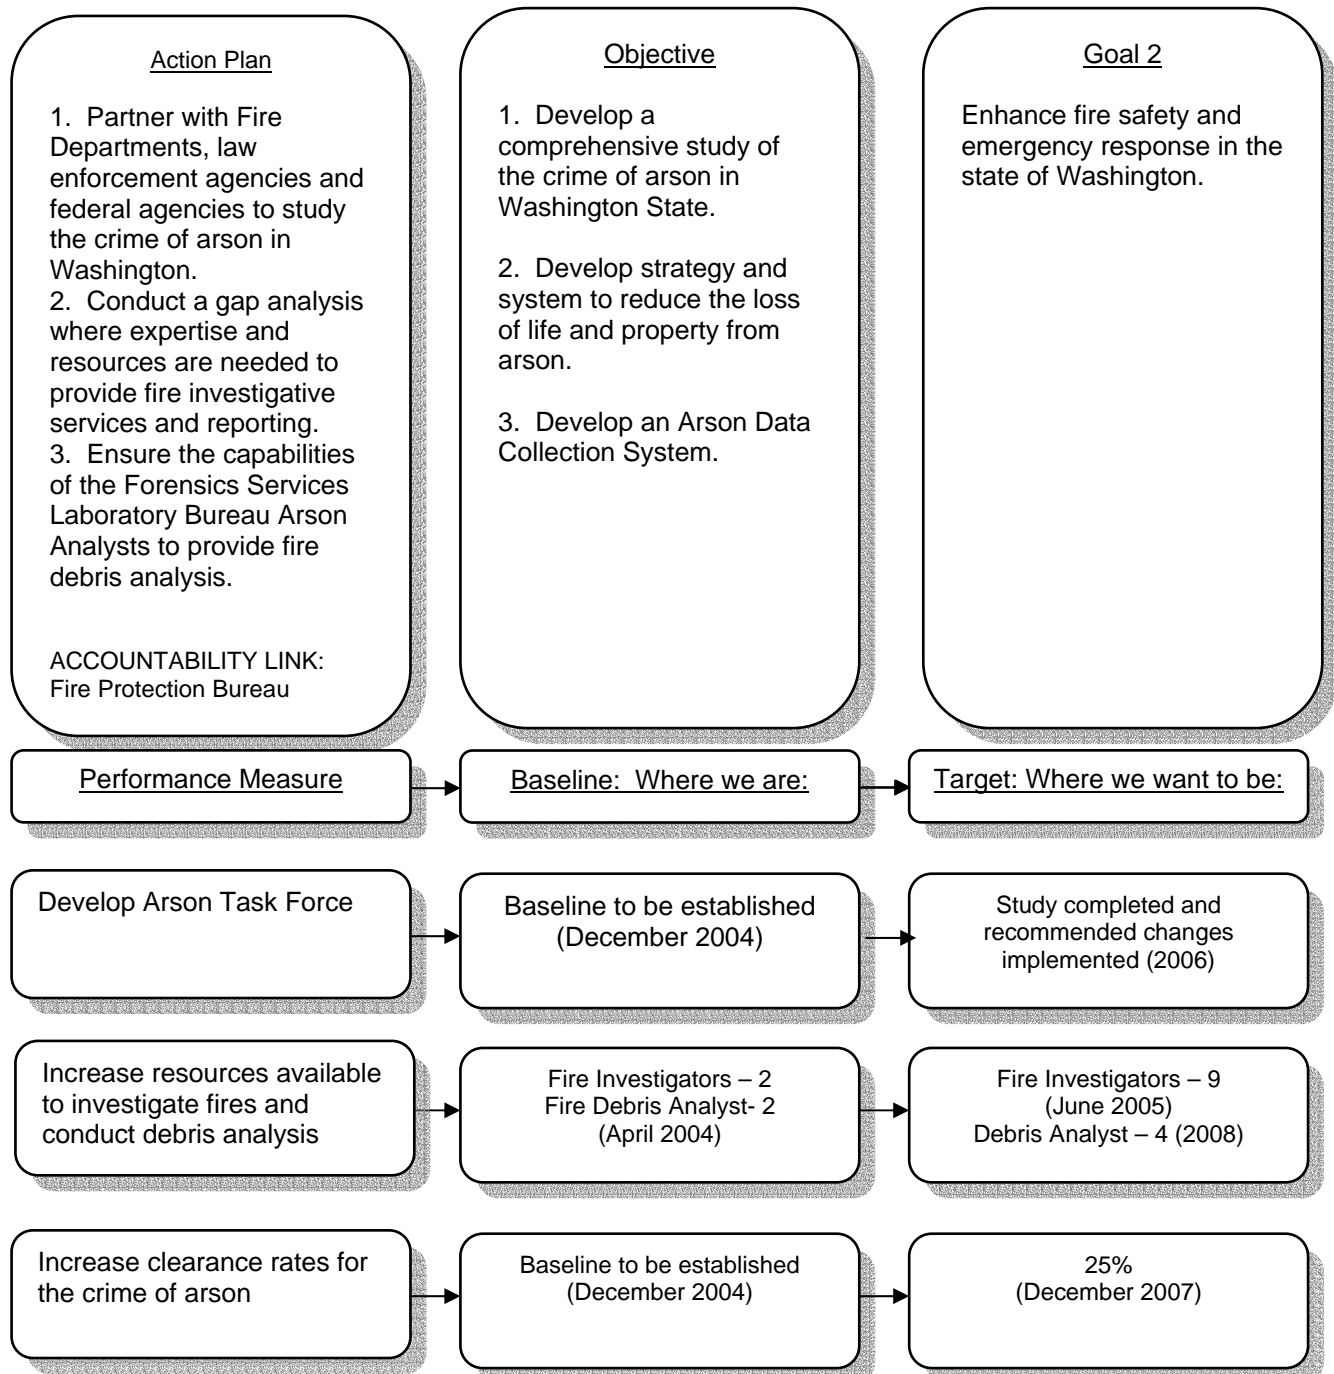 Action Plan
1. Partner with Fire
Departments, law
enforcement agencies and
federal agencies to study
the crime of arson in
Washington.
2. Conduct a gap analysis
where expertise and
resources are needed to
provide fire investigative
services and reporting.
3. Ensure the capabilities
of the Forensics Services
Laboratory Bureau Arson
Analysts to provide fire
debris analysis.
ACCOUNTABILITY LINK:
Fire Protection Bureau
Objective
1. Develop a
comprehensive study of
the crime of arson in
Washington State.
2. Develop strategy and
system to reduce the loss
of life and property from
arson.
3. Develop an Arson Data
Collection System.
Goal 2
Enhance fire safety and
emergency response in the
state of Washington.
Performance Measure
Baseline: Where we are:
Target: Where we want to be:
Develop Arson Task Force
Baseline to be established
(December 2004)
Study completed and
recommended changes
implemented (2006)
Increase resources available
to investigate fires and
conduct debris analysis
Fire Investigators – 2
Fire Debris Analyst- 2
(April 2004)
Fire Investigators – 9
(June 2005)
Debris Analyst – 4 (2008)
Increase clearance rates for
the crime of arson
Baseline to be established
(December 2004)
25%
(December 2007)